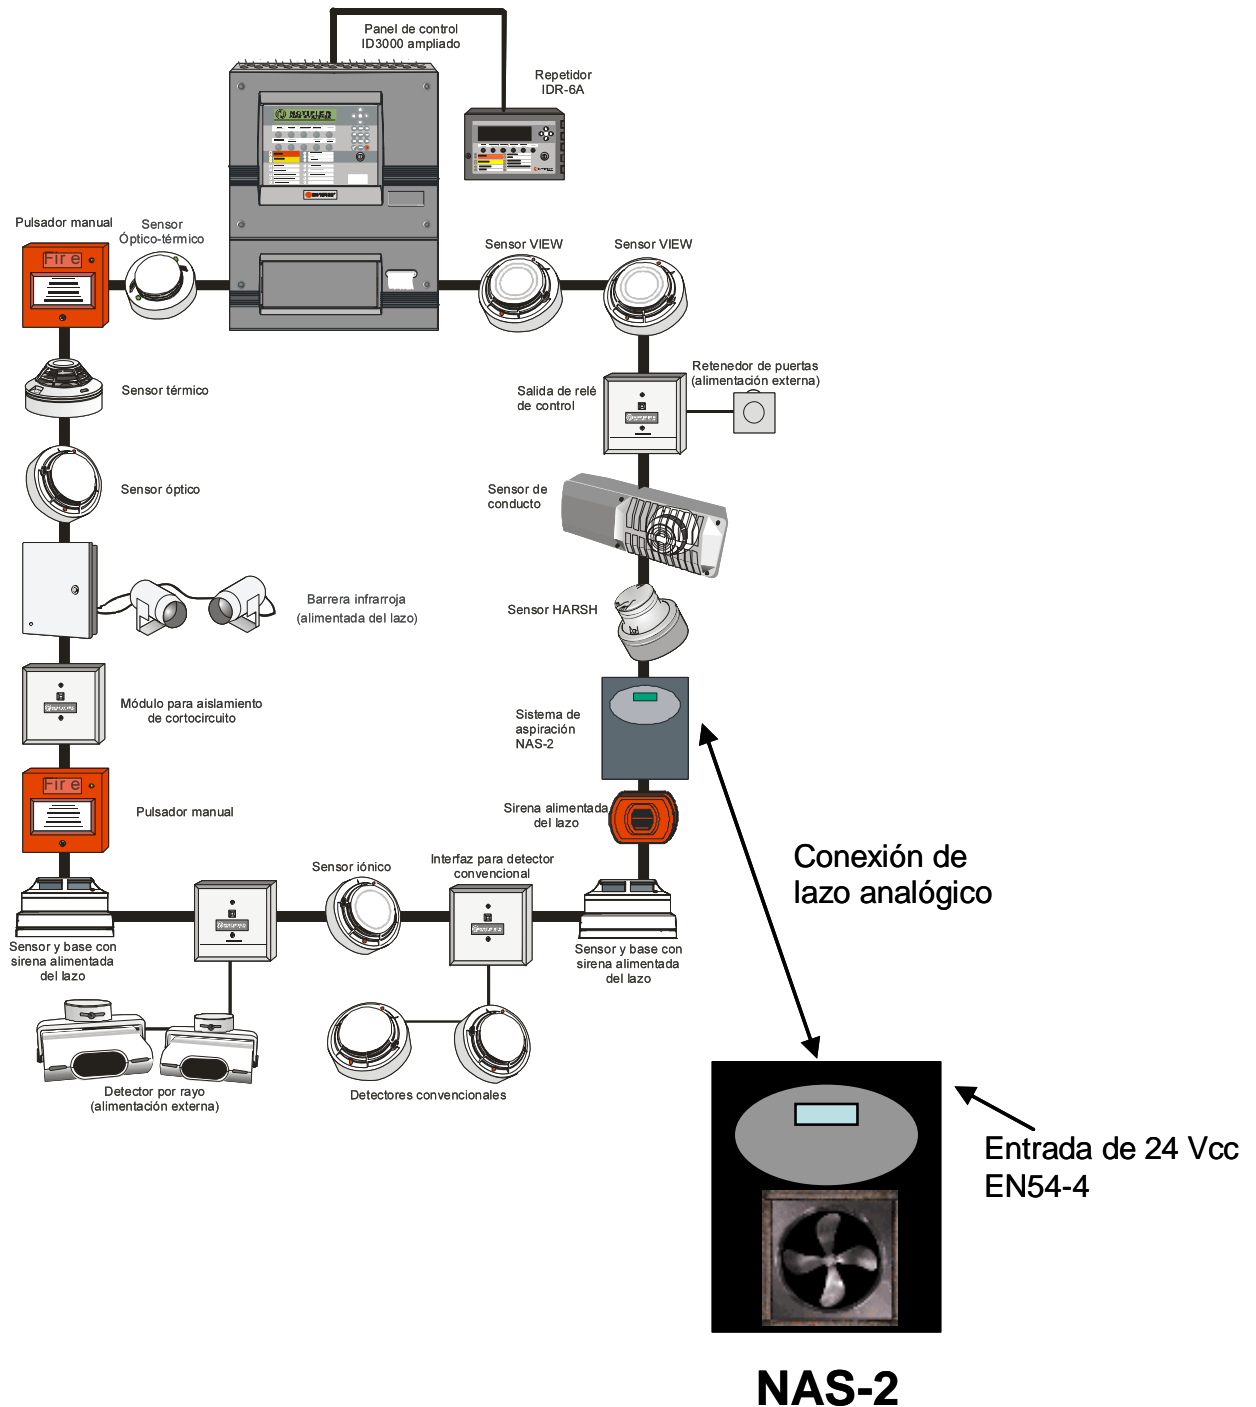 Panel de control
ID3000 ampliado
Repetidor
IDR-6A
NOTIFIER
Pulsador manual
Sensor
Óptico-térmico
Sensor VIEW
Sensor VIEW
Fire
Sensor térmico
Retenedor de puertas
(alimentación externa)
Salida de relé
de control
Sensor óptico
Sensor de
conducto
Barrera infrarroja
(alimentada del lazo)
Sensor HARSH
Módulo para aislamiento
de cortocircuito
Sistema de
aspiración
NAS-2
Fire
Pulsador manual
Sirena alimentada
del lazo
Conexión de
lazo analógico
Sensor iónico
Interfaz para detector
convencional
Sensor y base con
sirena alimentada
del lazo
Sensor y base con
sirena alimentada
del lazo
Detector por rayo
(alimentación externa)
Detectores convencionales
Entrada de 24 Vcc
EN54-4
NAS-2